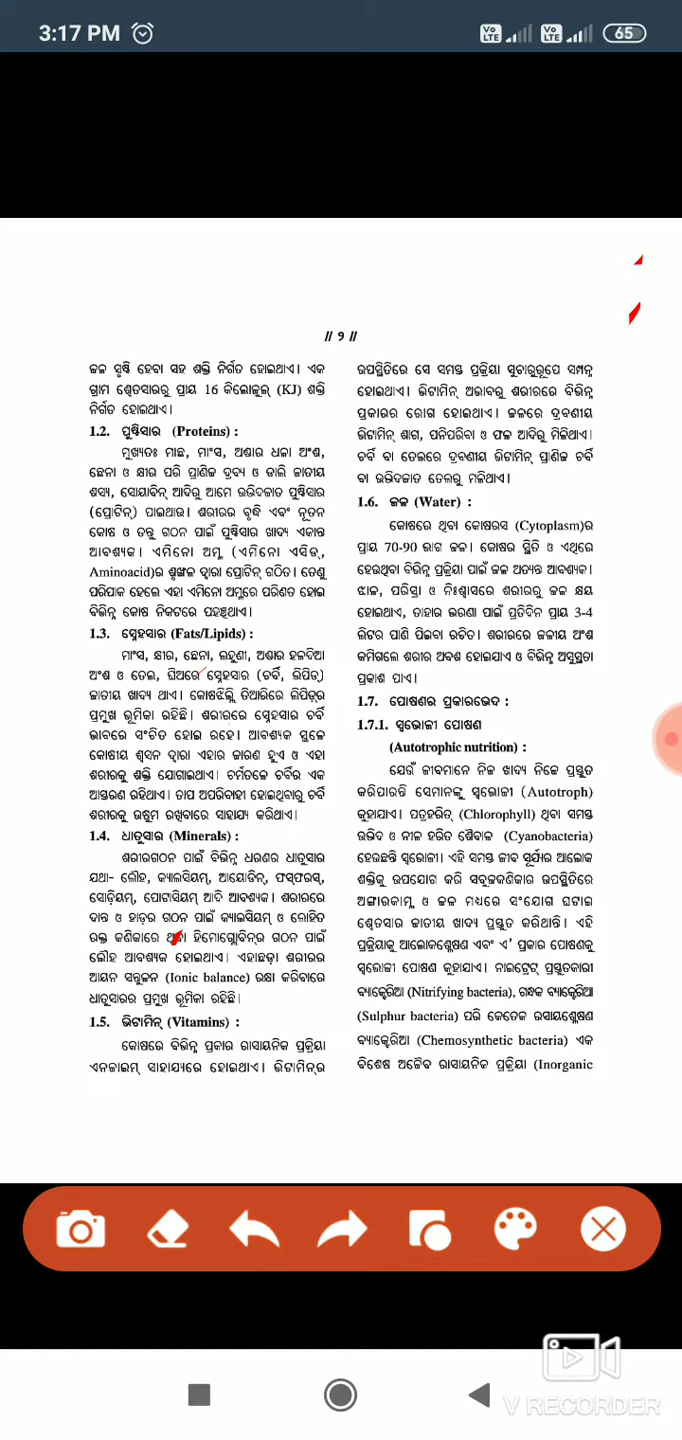 3:17 PM
Vo LTE
Vo LTE
65
// ୨ //
ଜଳ ସୃଷ୍ଟି ହେବା ସହ ଶକ୍ତି ନିର୍ଗତ ହୋଇଥାଏ। ଏକ
ଗ୍ରାମ ଶ୍ୱେତସାରରୁ ପ୍ରାୟ 16 କିଲୋଜୁଲ୍ (KJ) ଶକ୍ତି
ନିର୍ଗତ ହୋଇଥାଏ।
1.2. ପୁଷ୍ଟିସାର (Proteins) :
ମୁଖ୍ୟତଃ ମାଛ, ମାଂସ, ଅଣ୍ଡାର ଧଳା ଅଂଶ,
ଛେନା ଓ କ୍ଷୀର ପରି ପ୍ରାଣିଜ ଦ୍ରବ୍ୟ ଓ ଡାଲି ଜାତୀୟ
ଶସ୍ୟ, ସୋୟାବିନ୍ ଆଦିରୁ ଆମେ ଉଦ୍ଭିଦଜାତ ପୁଷ୍ଟିସାର
(ପ୍ରୋଟିନ୍) ପାଇଥାଉ। ଶରୀରର ବୃଦ୍ଧି ଏବଂ ନୂତନ
କୋଷ ଓ ତନ୍ତୁ ଗଠନ ପାଇଁ ପୁଷ୍ଟିସାର ଖାଦ୍ୟ ଏକାନ୍ତ
ଆବଶ୍ୟକ। ଏମିନୋ ଅମ୍ଳ (ଏମିନୋ ଏସିଡ୍,
Aminoacid)ର ଶୃଙ୍ଖଳ ଦ୍ୱାରା ପ୍ରୋଟିନ୍ ଗଠିତ। ତେଣୁ
ପରିପାକ ହେଲେ ଏହା ଏମିନୋ ଅମ୍ଳରେ ପରିଣତ ହୋଇ
ବିଭିନ୍ନ କୋଷ ନିକଟରେ ପହଞ୍ଚିଥାଏ।
1.3. ସ୍ନେହସାର (Fats/Lipids) :
ମାଂସ, କ୍ଷୀର, ଛେନା, ଲହୁଣୀ, ଅଣ୍ଡାର ହଳଦିଆ
ଅଂଶ ଓ ତେଲ, ଘିଅରେ ସ୍ନେହସାର (ଚର୍ବି, ଲିପିଡ୍)
ଜାତୀୟ ଖାଦ୍ୟ ଥାଏ। କୋଷଝିଲ୍ଲି ତିଆରିରେ ଲିପିଡ୍‌ର
ପ୍ରମୁଖ ଭୂମିକା ରହିଛି। ଶରୀରରେ ସ୍ନେହସାର ଚର୍ବି
ଭାବରେ ସଂଚିତ ହୋଇ ରହେ। ଆବଶ୍ୟକ ସ୍ଥଳେ
କୋଷୀୟ ଶ୍ୱସନ ଦ୍ୱାରା ଏହାର ଜାରଣ ହୁଏ ଓ ଏହା
ଶରୀରକୁ ଶକ୍ତି ଯୋଗାଇଥାଏ। ଚର୍ମତଳେ ଚର୍ବିର ଏକ
ଆସ୍ତରଣ ରହିଥାଏ। ତାପ ଅପରିବାହୀ ହୋଇଥିବାରୁ ଚର୍ବି
ଶରୀରକୁ ଉଷୁମ ରଖିବାରେ ସାହାଯ୍ୟ କରିଥାଏ।
1.4. ଧାତୁସାର (Minerals) :
ଶରୀରଗଠନ ପାଇଁ ବିଭିନ୍ନ ଧରଣର ଧାତୁସାର
ଯଥା- ଲୌହ, କ୍ୟାଲସିୟମ୍, ଆୟୋଡିନ୍, ଫସ୍‌ଫରସ୍,
ସୋଡ଼ିୟମ୍, ପୋଟାସିୟମ୍ ଆଦି ଆବଶ୍ୟକ। ଶରୀରରେ
ଦାନ୍ତ ଓ ହାଡ଼ର ଗଠନ ପାଇଁ କ୍ୟାଲସିୟମ୍ ଓ ଲୋହିତ
ରକ୍ତ କଣିକାରେ ଥିବା ହିମୋଗ୍ଲୋବିନ୍‌ର ଗଠନ ପାଇଁ
ଲୌହ ଆବଶ୍ୟକ ହୋଇଥାଏ। ଏହାଛଡ଼ା ଶରୀରର
ଆୟନ ସନ୍ତୁଳନ (Ionic balance) ରକ୍ଷା କରିବାରେ
ଧାତୁସାରର ପ୍ରମୁଖ ଭୂମିକା ରହିଛି।
1.5. ଭିଟାମିନ୍ (Vitamins) :
କୋଷରେ ବିଭିନ୍ନ ପ୍ରକାର ରାସାୟନିକ ପ୍ରକ୍ରିୟା
ଏନଜାଇମ୍ ସାହାଯ୍ୟରେ ହୋଇଥାଏ। ଭିଟାମିନ୍‌ର
ଉପସ୍ଥିତିରେ ସେ ସମସ୍ତ ପ୍ରକ୍ରିୟା ସୁଚାରୁରୂପେ ସମ୍ପନ୍ନ
ହୋଇଥାଏ। ଭିଟାମିନ୍ ଅଭାବରୁ ଶରୀରରେ ବିଭିନ୍ନ
ପ୍ରକାରର ରୋଗ ହୋଇଥାଏ। ଜଳରେ ଦ୍ରବଣୀୟ
ଭିଟାମିନ୍ ଶାଗ, ପନିପରିବା ଓ ଫଳ ଆଦିରୁ ମିଳିଥାଏ।
ଚର୍ବି ବା ତେଲରେ ଦ୍ରବଣୀୟ ଭିଟାମିନ୍ ପ୍ରାଣିଜ ଚର୍ବି
ବା ଉଦ୍ଭିଦଜାତ ତେଲରୁ ମଳିଥାଏ।
1.6. ଜଳ (Water) :
କୋଷରେ ଥିବା କୋଷରସ (Cytoplasm)ର
ପ୍ରାୟ 70-90 ଭାଗ ଜଳ। କୋଷର ସ୍ଥିତି ଓ ଏଥିରେ
ହେଉଥିବା ବିଭିନ୍ନ ପ୍ରକ୍ରିୟା ପାଇଁ ଜଳ ଅତ୍ୟନ୍ତ ଆବଶ୍ୟକ।
ଝାଳ, ପରିସ୍ରା ଓ ନିଃଶ୍ୱାସରେ ଶରୀରରୁ ଜଳ କ୍ଷୟ
ହୋଇଥାଏ, ତାହାର ଭରଣା ପାଇଁ ପ୍ରତିଦିନ ପ୍ରାୟ 3-4
ଲିଟର ପାଣି ପିଇବା ଉଚିତ। ଶରୀରରେ ଜଳୀୟ ଅଂଶ
କମିଗଲେ ଶରୀର ଅବଶ ହୋଇଯାଏ ଓ ବିଭିନ୍ନ ଅସୁସ୍ଥତା
ପ୍ରକାଶ ପାଏ।
1.7. ପୋଷଣର ପ୍ରକାରଭେଦ :
1.7.1. ସ୍ୱଭୋଜୀ ପୋଷଣ
(Autotrophic nutrition) :
ଯେଉଁ ଜୀବମାନେ ନିଜ ଖାଦ୍ୟ ନିଜେ ପ୍ରସ୍ତୁତ
କରିପାରନ୍ତି ସେମାନଙ୍କୁ ସ୍ୱଭୋଜୀ (Autotroph)
କୁହାଯାଏ। ପତ୍ରହରିତ୍ (Chlorophyll) ଥିବା ସମସ୍ତ
ଉଦ୍ଭିଦ ଓ ନୀଳ ହରିତ ଶୈବାଳ (Cyanobacteria)
ହେଉଛନ୍ତି ସ୍ୱଭୋଜୀ। ଏହି ସମସ୍ତ ଜୀବ ସୂର୍ଯ୍ୟର ଆଲୋକ
ଶକ୍ତିକୁ ଉପଯୋଗ କରି ସବୁଜକଣିକାର ଉପସ୍ଥିତିରେ
ଅଙ୍ଗାରକାମ୍ଳ ଓ ଜଳ ମଧ୍ୟରେ ସଂଯୋଗ ଘଟାଇ
ଶ୍ୱେତସାର ଜାତୀୟ ଖାଦ୍ୟ ପ୍ରସ୍ତୁତ କରିଥାନ୍ତି। ଏହି
ପ୍ରକ୍ରିୟାକୁ ଆଲୋକଶ୍ଳେଷଣ ଏବଂ ଏ' ପ୍ରକାର ପୋଷଣକୁ
ସ୍ୱଭୋଜୀ ପୋଷଣ କୁହାଯାଏ। ନାଇଟ୍ରେଟ୍ ପ୍ରସ୍ତୁତକାରୀ
ବ୍ୟାକ୍ଟେରିଆ (Nitrifying bacteria), ଗନ୍ଧକ ବ୍ୟାକ୍ଟେରିଆ
(Sulphur bacteria) ପରି କେତେକ ରସାୟଶ୍ଳେଷଣ
ବ୍ୟାକ୍ଟେରିଆ (Chemosynthetic bacteria) ଏକ
ବିଶେଷ ଅଜୈବ ରାସାୟନିକ ପ୍ରକ୍ରିୟା (Inorganic
V RECORDER